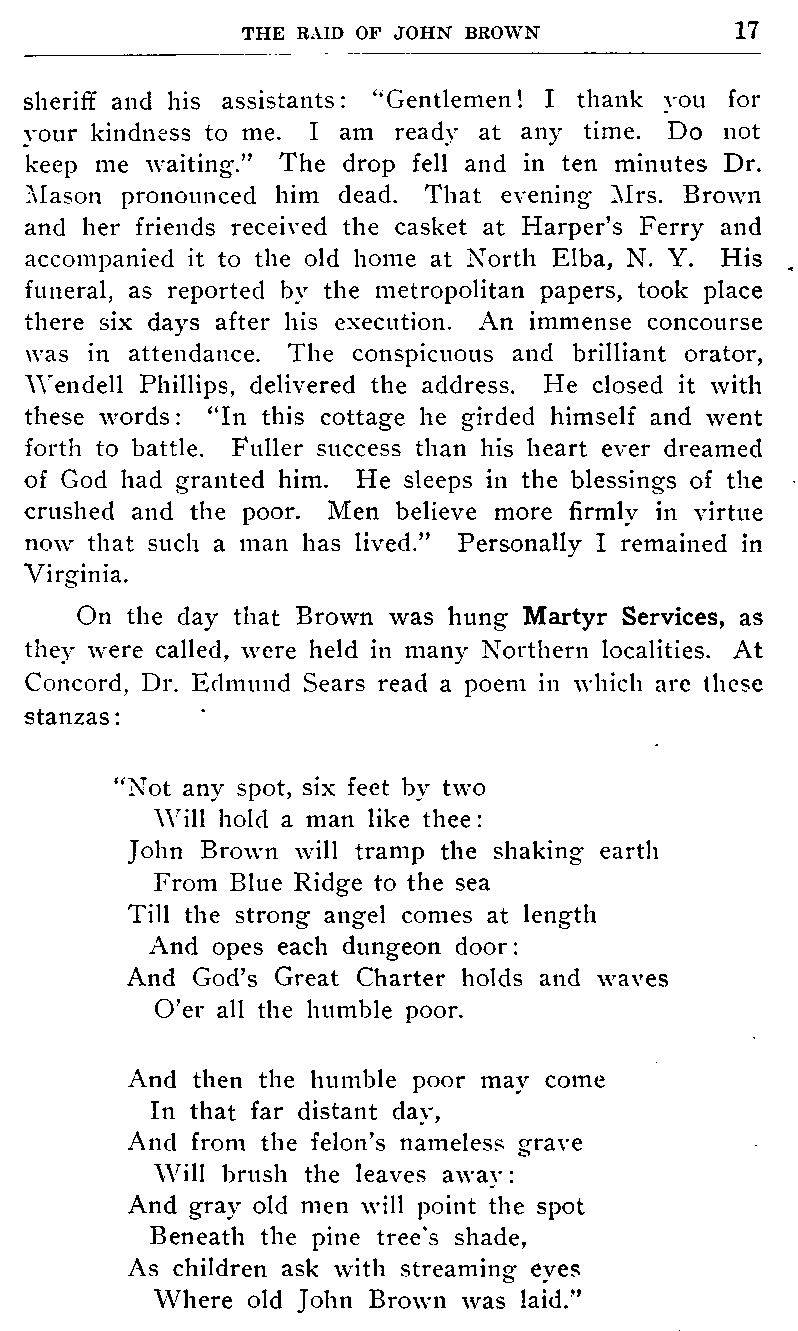 THE RAID OF JOHN BROWN 17
sheriff and his assistants: "Gentlemen! I thank you for
your kindness to me. I am ready at any time. Do not
keep me waiting." The drop fell and in ten minutes Dr.
Mason pronounced him dead. That evening Mrs. Brown
and her friends received the casket at Harper's Ferry and
accompanied it to the old home at North Elba, N. Y. His
funeral, as reported by the metropolitan papers, took place
there six days after his execution. An immense concourse
was in attendance. The conspicuous and brilliant orator,
Wendell Phillips, delivered the address. He closed it with
these words: "In this cottage he girded himself and went
forth to battle. Fuller success than his heart ever dreamed
of God had granted him. He sleeps in the blessings of the
crushed and the poor. Men believe more firmly in virtue
now that such a man has lived." Personally I remained in
Virginia.
On the day that Brown was hung Martyr Services, as
they were called, were held in many Northern localities. At
Concord, Dr. Edmund Sears read a poem in which are these
stanzas:
"Not any spot, six feet by two
Will hold a man like thee:
John Brown will tramp the shaking earth
From Blue Ridge to the sea
Till the strong angel comes at length
And opes each dungeon door:
And God's Great Charter holds and waves
O'er all the humble poor.
And then the humble poor may come
In that far distant day,
And from the felon's nameless grave
Will brush the leaves away:
And gray old men will point the spot
Beneath the pine tree's shade,
As children ask with streaming eyes
Where old John Brown was laid."